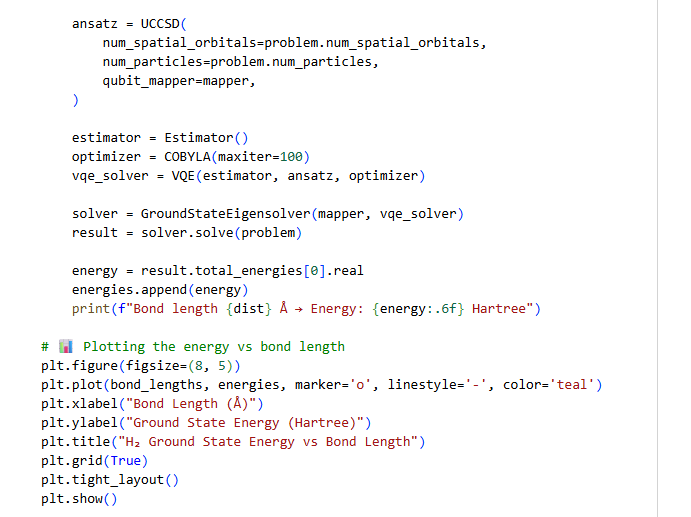 ansatz = UCCSD(
num_spatial_orbitals=problem.num_spatial_orbitals,
num_particles=problem.num_particles,
qubit_mapper=mapper,
)
estimator = Estimator()
optimizer = COBYLA(maxiter=100)
vqe_solver = VQE(estimator, ansatz, optimizer)
solver = GroundStateEigensolver(mapper, vqe_solver)
result = solver.solve(problem)
energy = result.total_energies[0].real
energies.append(energy)
print(f"Bond length {dist} Å → Energy: {energy:.6f} Hartree")
# 📊 Plotting the energy vs bond length
plt.figure(figsize=(8, 5))
plt.plot(bond_lengths, energies, marker='o', linestyle='-', color='teal')
plt.xlabel("Bond Length (Å)")
plt.ylabel("Ground State Energy (Hartree)")
plt.title("H₂ Ground State Energy vs Bond Length")
plt.grid(True)
plt.tight_layout()
plt.show()